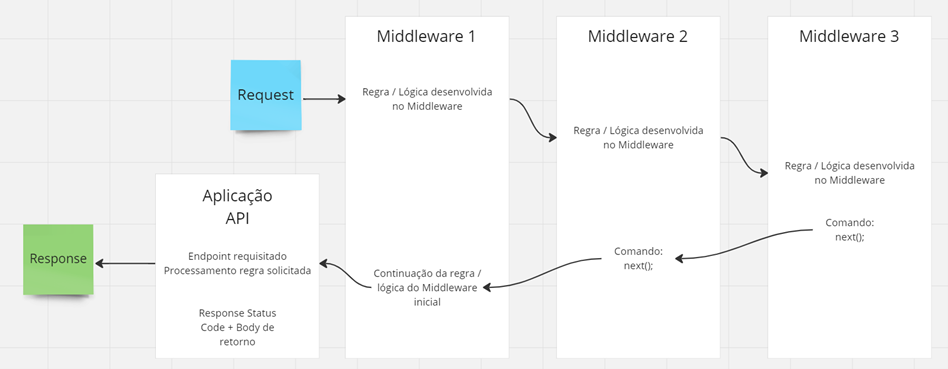 Middleware 1
Middleware 2
Middleware 3
Request
Regra / Lógica desenvolvida
no Middleware
Regra / Lógica desenvolvida
no Middleware
Regra / Lógica desenvolvida
no Middleware
Aplicação
API
Comando:
next();
Comando:
next();
Continuação da regra /
lógica do Middleware
inicial
Endpoint requisitado
Processamento regra solicitada
Response Status
Code + Body de
retorno
Response